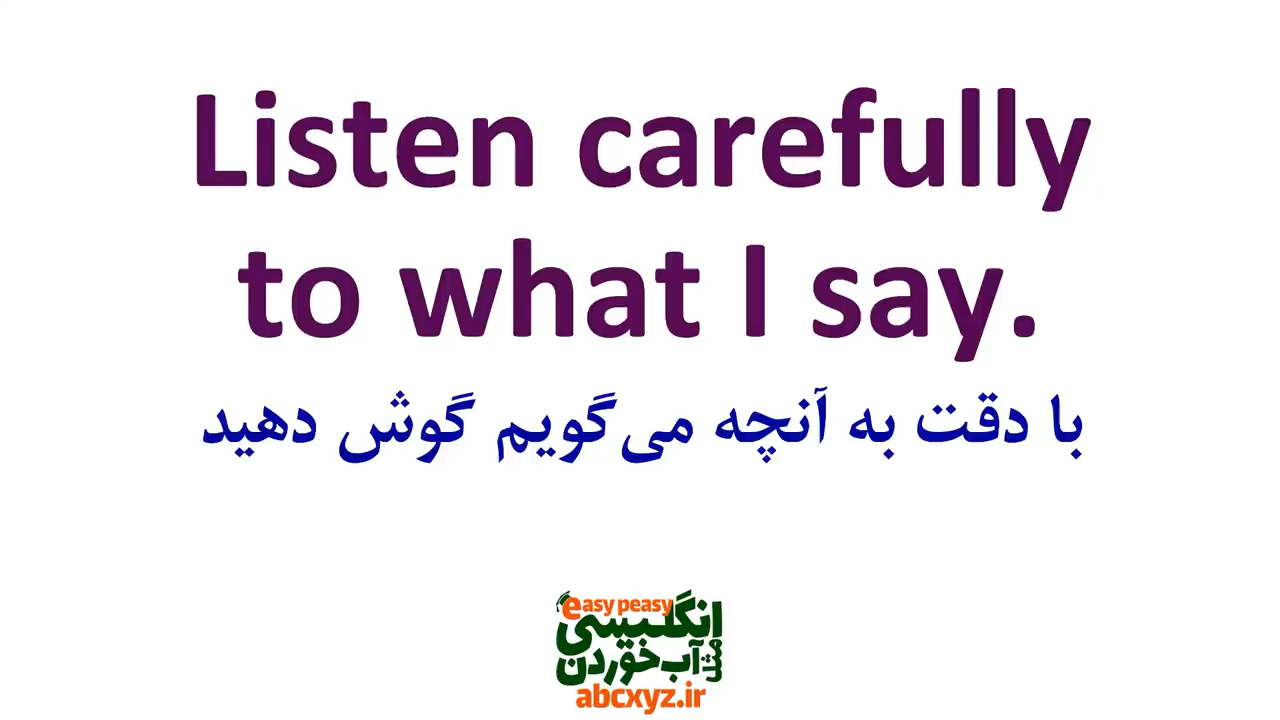 Listen carefully
to what I say.
با دقت به آنچه می‌گویم گوش دهید
easy peasy
انگلیسی
مثل آب خوردن
abcxyz.ir